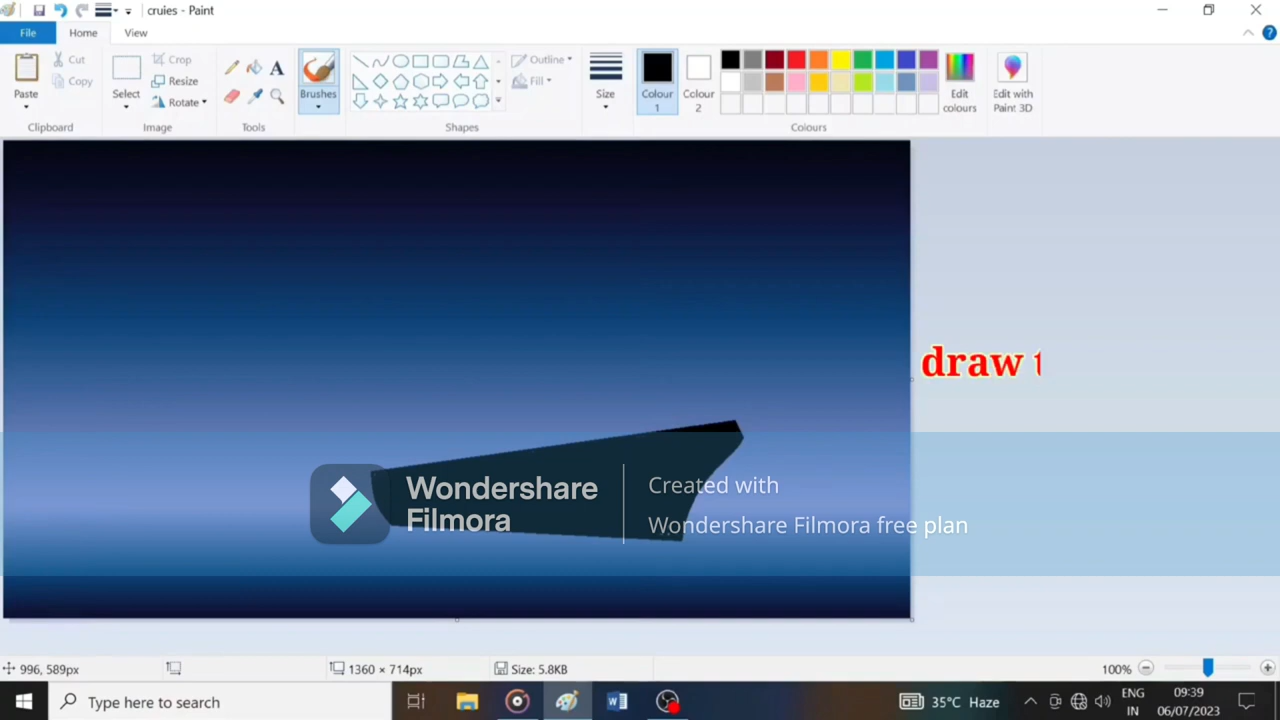 cruies - Paint
File
Home
View
Paste
Cut
Copy
Clipboard
Select
Crop
Resize
Rotate
Image
A
Tools
Brushes
Outline
Fill
Shapes
Size
Colour
1
Colour
2
Edit
colours
Edit with
Paint 3D
Colours
draw t
Wondershare
Filmora
Created with
Wondershare Filmora free plan
996, 589px
1360 × 714px
Size: 5.8KB
100%
Type here to search
35°C Haze
ENG
IN
09:39
06/07/2023